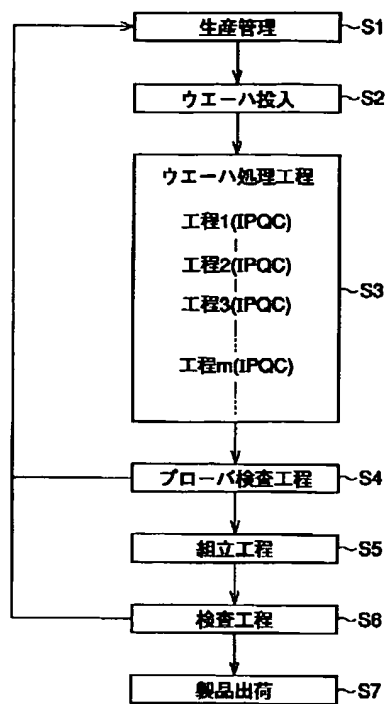 生産管理 S1
ウエーハ投入 S2
ウエーハ処理工程
工程1(IPQC)
工程2(IPQC)
工程3(IPQC)
S3
工程m(IPQC)
プローバ検査工程 S4
組立工程 S5
検査工程 S6
製品出荷 S7